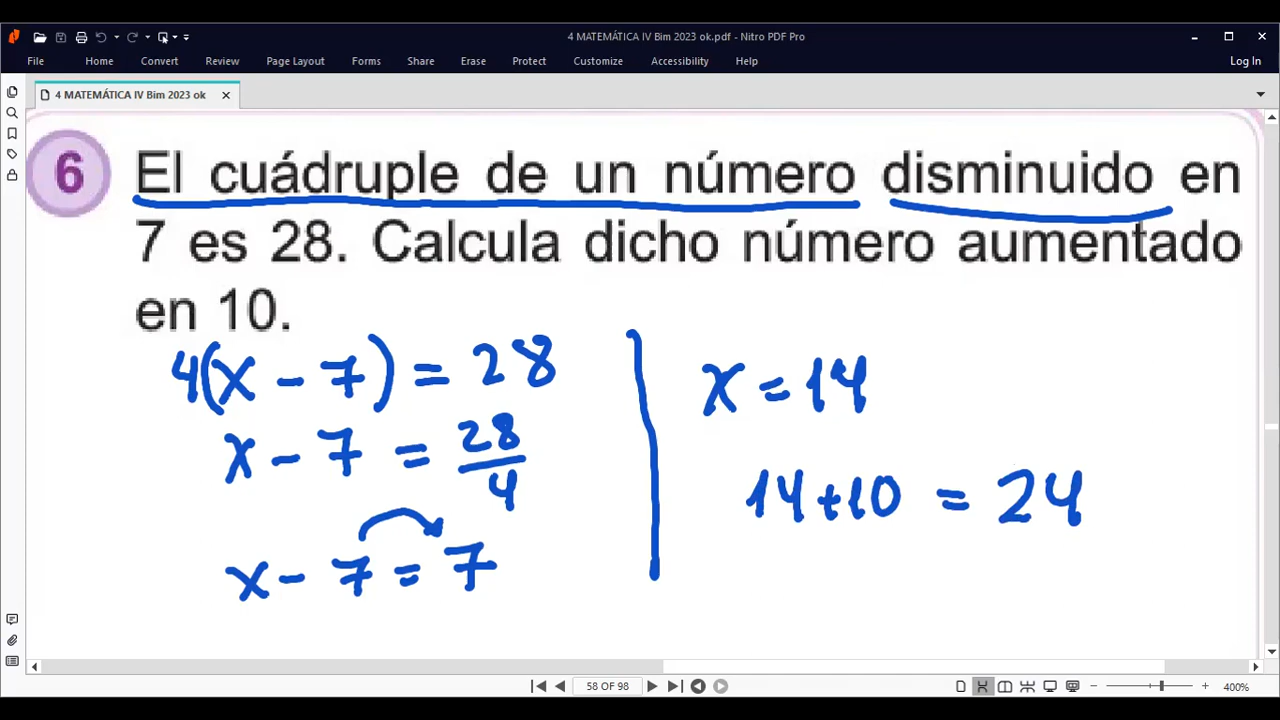 4 MATEMÁTICA IV Bim 2023 ok.pdf - Nitro PDF Pro
File Home Convert Review Page Layout Forms Share Erase Protect Customize Accessibility Help Log In
4 MATEMÁTICA IV Bim 2023 ok
6 El cuádruple de un número disminuido en
7 es 28. Calcula dicho número aumentado
en 10.
4(x - 7) = 28
x - 7 = 28/4
x - 7 = 7
x = 14
14+10 = 24
58 OF 98
400%